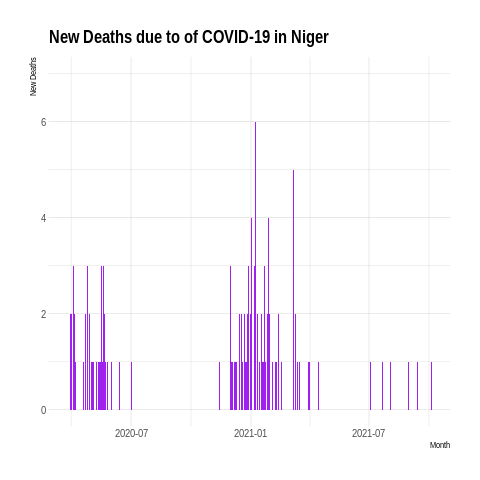 New Deaths due to of COVID-19 in Niger
New Deaths
6
4
2
0
2020-07 2021-01 2021-07
Month